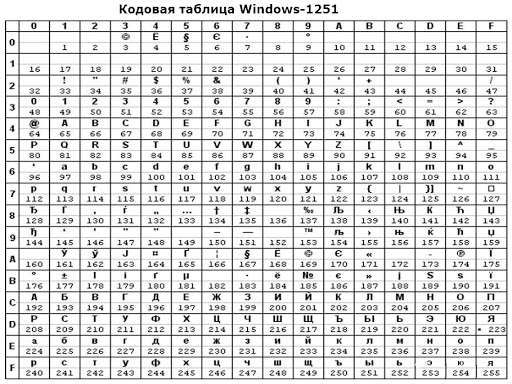 Кодовая таблица Windows-1251
0 1 2 3 4 5 6 7 8 9 A B C D E F
0 © Ё § Є · °
1 2 3 4 5 6 7 8 9 10 11 12 13 14 15
1
16 17 18 19 20 21 22 23 24 25 26 27 28 29 30 31
2 ! " # $ % & ( ) * + /
32 33 34 35 36 37 38 39 40 41 42 43 44 45 46 47
3 0 1 2 3 4 5 6 7 8 9 : ; < = > ?
48 49 50 51 52 53 54 55 56 57 58 59 60 61 62 63
4 @ A B C D E F G H I J K L M N O
64 65 66 67 68 69 70 71 72 73 74 75 76 77 78 79
5 P Q R S T U V W X Y Z [ \ ] ^ _
80 81 82 83 84 85 86 87 88 89 90 91 92 93 94 95
6 ‘ a b c d e f g h i j k l m n o
96 97 98 99 100 101 102 103 104 105 106 107 108 109 110 111
7 p q r s t u v w x y z { | }] ~ □
112 113 114 115 116 117 118 119 120 121 122 123 124 125 126 127
8 Ђ Ѓ ‚ ѓ „ … † ‡ ‰ Љ ‹ Њ Ќ Ћ Џ
128 129 130 131 132 133 134 135 136 137 138 139 140 141 142 143
9 ђ ‘ ’ “ ” – — ™ љ › њ ќ ћ џ
144 145 146 147 148 149 150 151 152 153 154 155 156 157 158 159
A Ў ў Ј ¤ Ґ ¦ § Ё © Є « - ® Ї
160 161 162 163 164 165 166 167 168 169 170 171 172 173 174 175
B ° ± І і ґ µ · ё № є » ј Ѕ ѕ ї
176 177 178 179 180 181 182 183 184 185 186 187 188 189 190 191
C А Б В Г Д Е Ж З И Й К Л М Н О П
192 193 194 195 196 197 198 199 200 201 202 203 204 205 206 207
D Р С Т У Ф Х Ц Ч Ш Щ Ъ Ы Ь Э Ю Я
208 209 210 211 212 213 214 215 216 217 218 219 220 221 222 223
E а б в г д е ж з и й к л м н о п
224 225 226 227 228 229 230 231 232 233 234 235 236 237 238 239
F р с т у ф х ц ч ш щ ъ ы ь э ю я
240 241 242 243 244 245 246 247 248 249 250 251 252 253 254 255